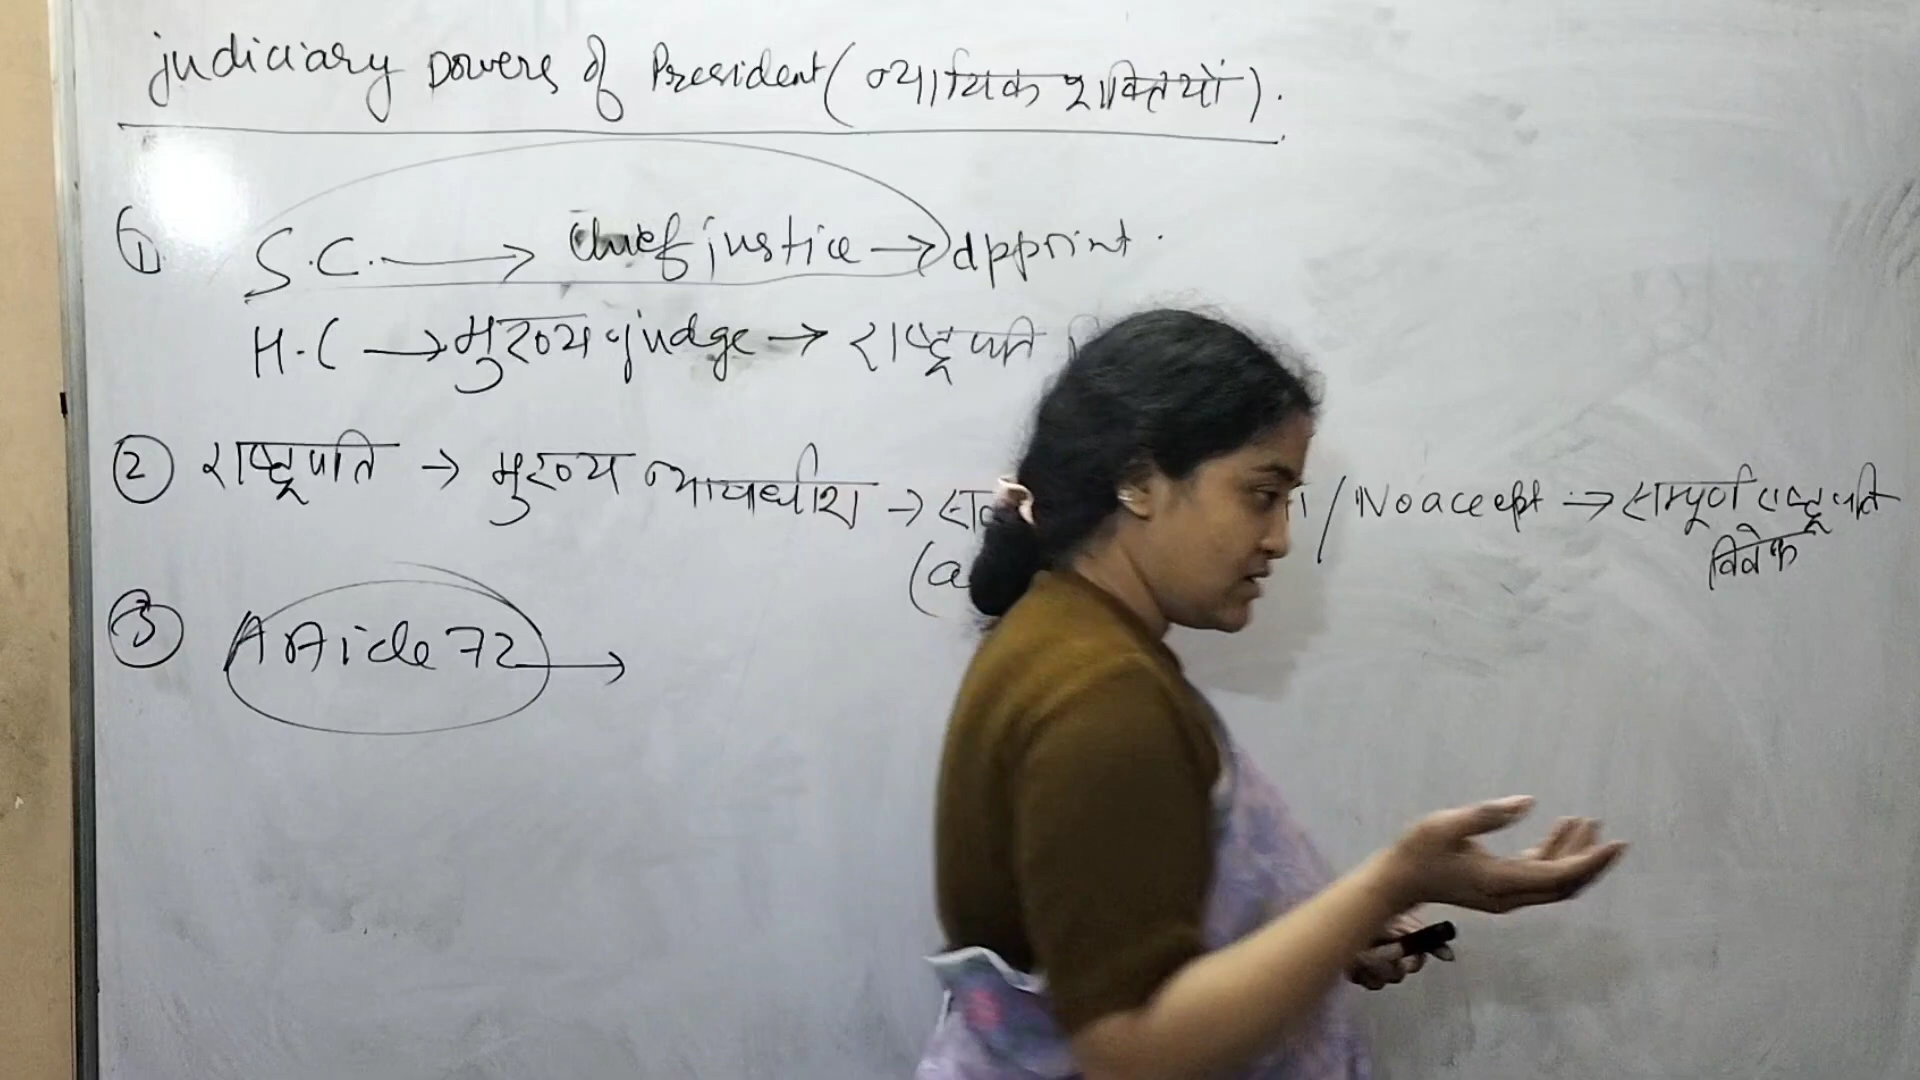 judiciary powers of President (न्यायिक शक्तियों).
① S.C. → Chief justice → appoint.
H.C → मुख्य judge → राष्ट्रपति
② राष्ट्रपति → मुख्य न्यायधीश → / No accept → सम्पूर्ण राष्ट्रपति
विवेक
③ Article 72 →